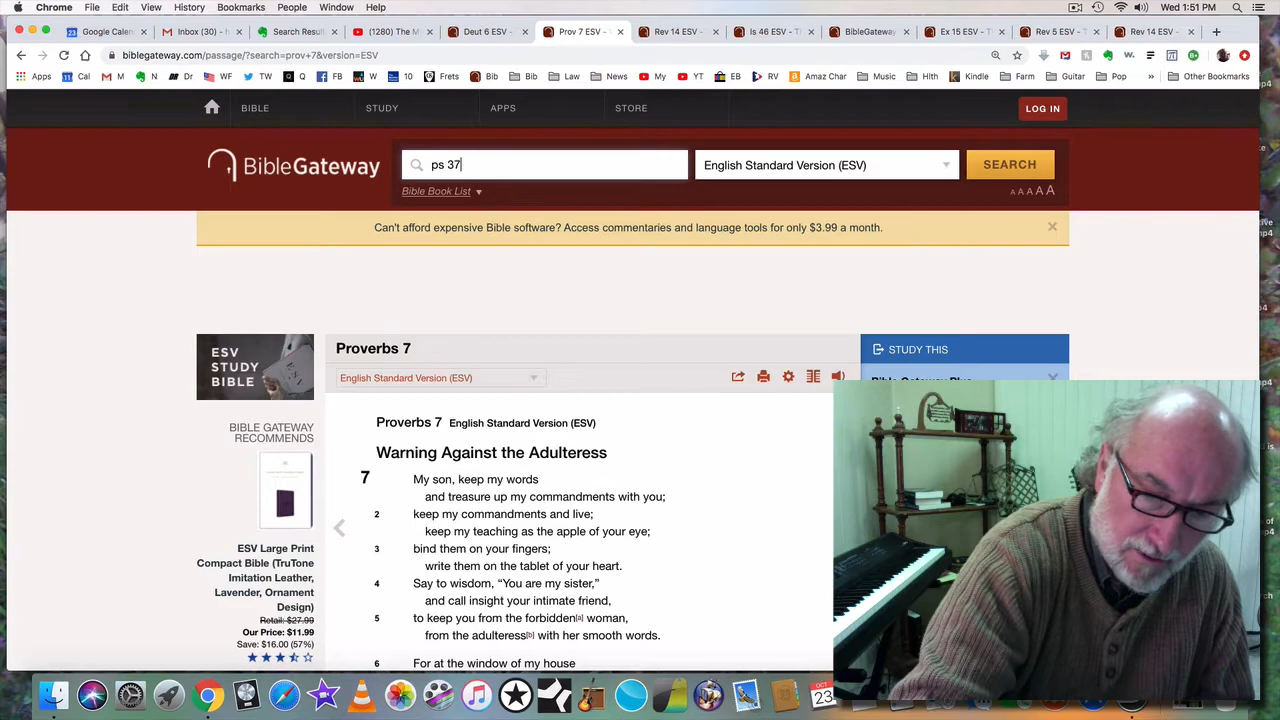 Chrome File Edit View History Bookmarks People Window Help Wed 1:51 PM
Google Calen Inbox (30) - h Search Result (1280) The M Deut 6 ESV - Prov 7 ESV - Rev 14 ESV - Is 46 ESV - Th BibleGateway Ex 15 ESV - T Rev 5 ESV - Th Rev 14 ESV -
biblegateway.com/passage/?search=prov+7&version=ESV
Apps Cal M N Dr WF TW Q FB W 10 Frets Bib Bib Law News My YT EB RV Amaz Char Music Hlth Kindle Farm Guitar Pop » Other Bookmarks
BIBLE STUDY APPS STORE LOG IN
BibleGateway ps 37 English Standard Version (ESV) SEARCH
Bible Book List A A A A A
Can't afford expensive Bible software? Access commentaries and language tools for only $3.99 a month.
ESV
STUDY
BIBLE
BIBLE GATEWAY
RECOMMENDS
ESV Large Print
Compact Bible (TruTone
Imitation Leather,
Lavender, Ornament
Design)
Retail: $27.99
Our Price: $11.99
Save: $16.00 (57%)
Proverbs 7
English Standard Version (ESV)
Proverbs 7 English Standard Version (ESV)
Warning Against the Adulteress
7 My son, keep my words
and treasure up my commandments with you;
2 keep my commandments and live;
keep my teaching as the apple of your eye;
3 bind them on your fingers;
write them on the tablet of your heart.
4 Say to wisdom, “You are my sister,”
and call insight your intimate friend,
5 to keep you from the forbidden[a] woman,
from the adulteress[b] with her smooth words.
6 For at the window of my house
STUDY THIS
Bible Gateway Plus
OCT
23